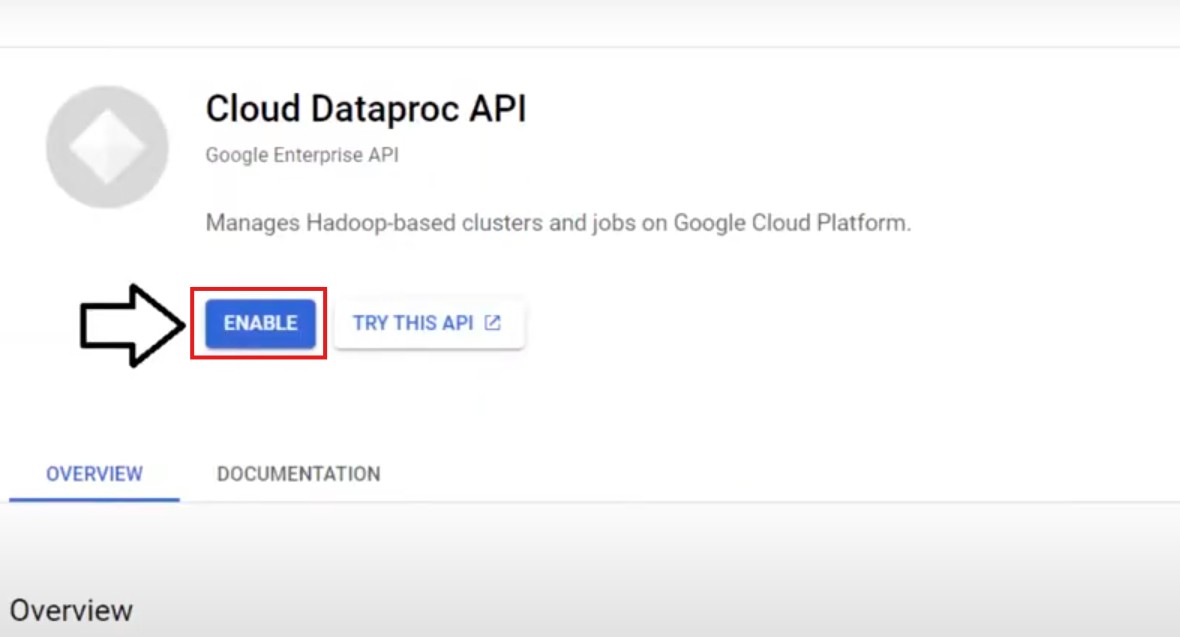 Cloud Dataproc API
Google Enterprise API
Manages Hadoop-based clusters and jobs on Google Cloud Platform.
ENABLE TRY THIS API
OVERVIEW DOCUMENTATION
Overview